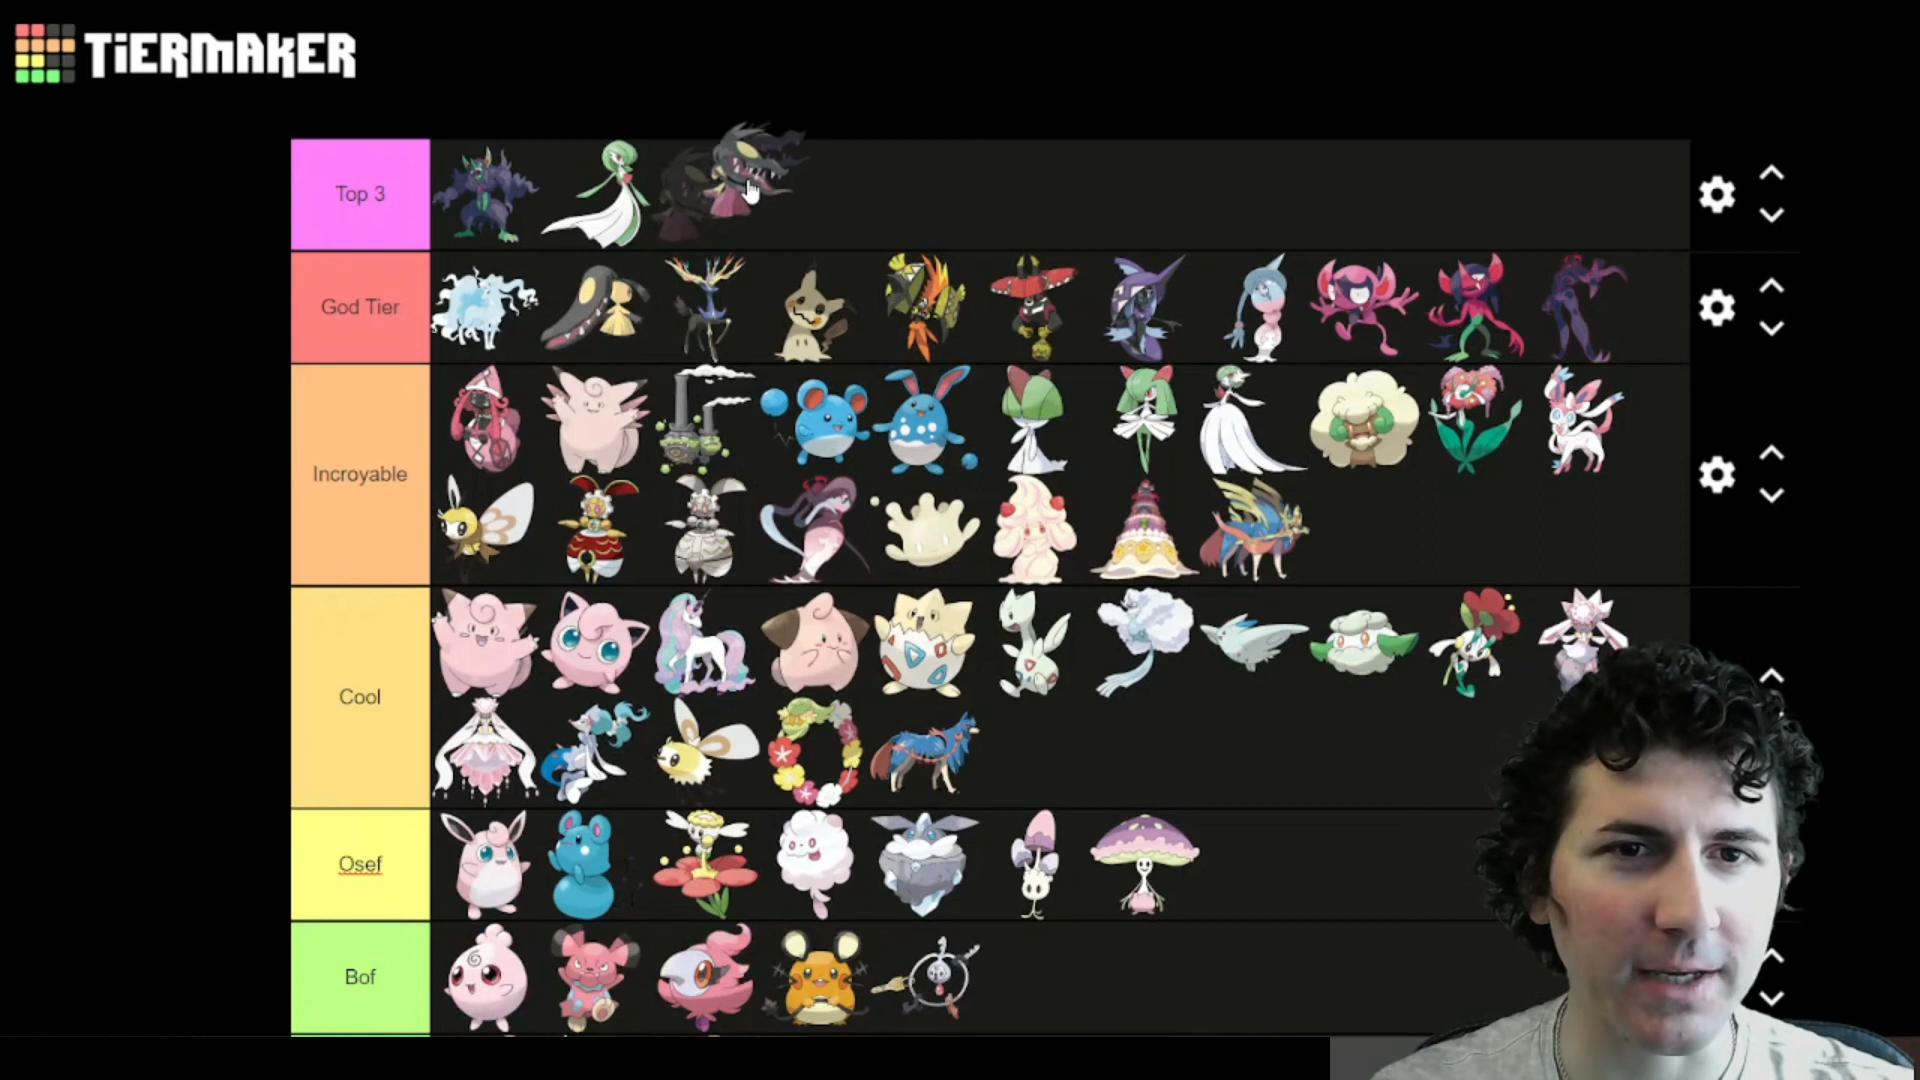 TiERMAKER
Top 3
God Tier
Incroyable
Cool
Osef
Bof